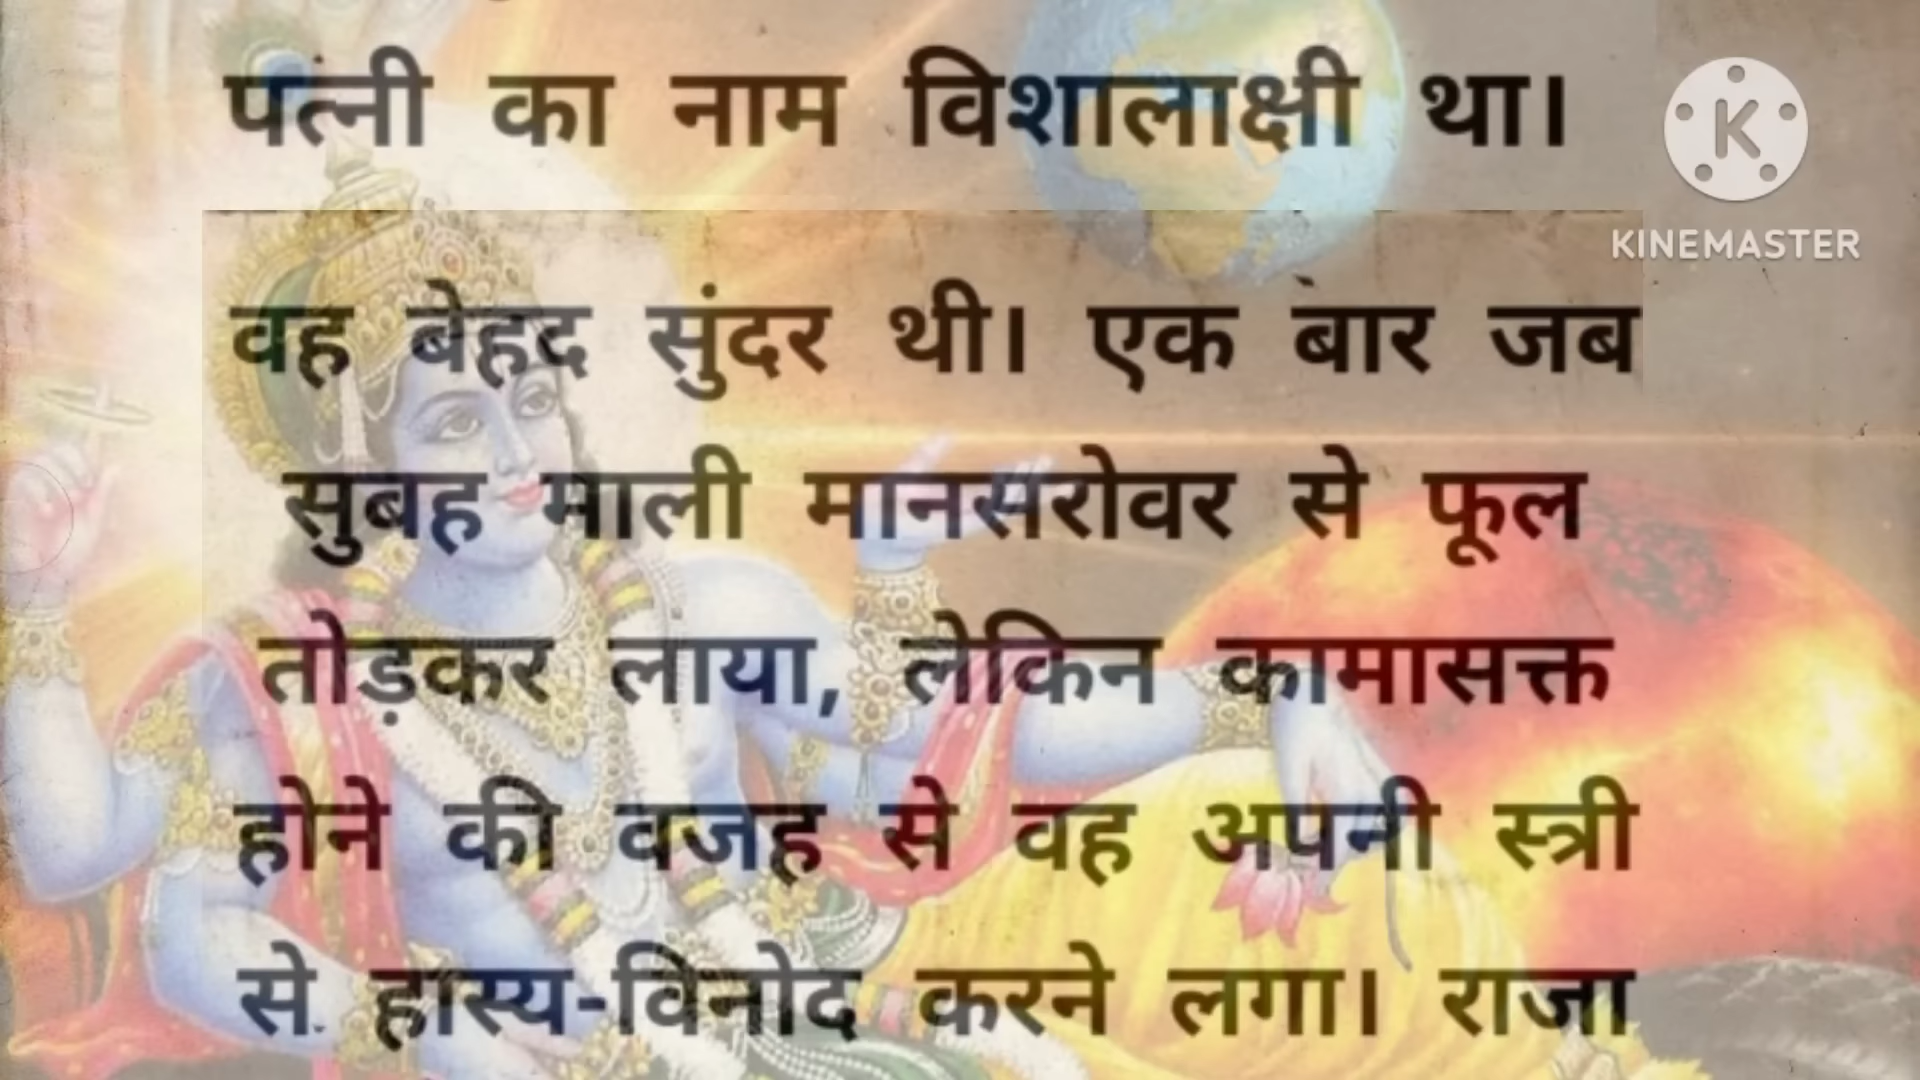 पत्नी का नाम विशालाक्षी था।
K
KINEMASTER
वह बेहद सुंदर थी। एक बार जब
सुबह माली मानसरोवर से फूल
तोड़कर लाया, लेकिन कामासक्त
होने की वजह से वह अपनी स्त्री
से हास्य-विनोद करने लगा। राजा